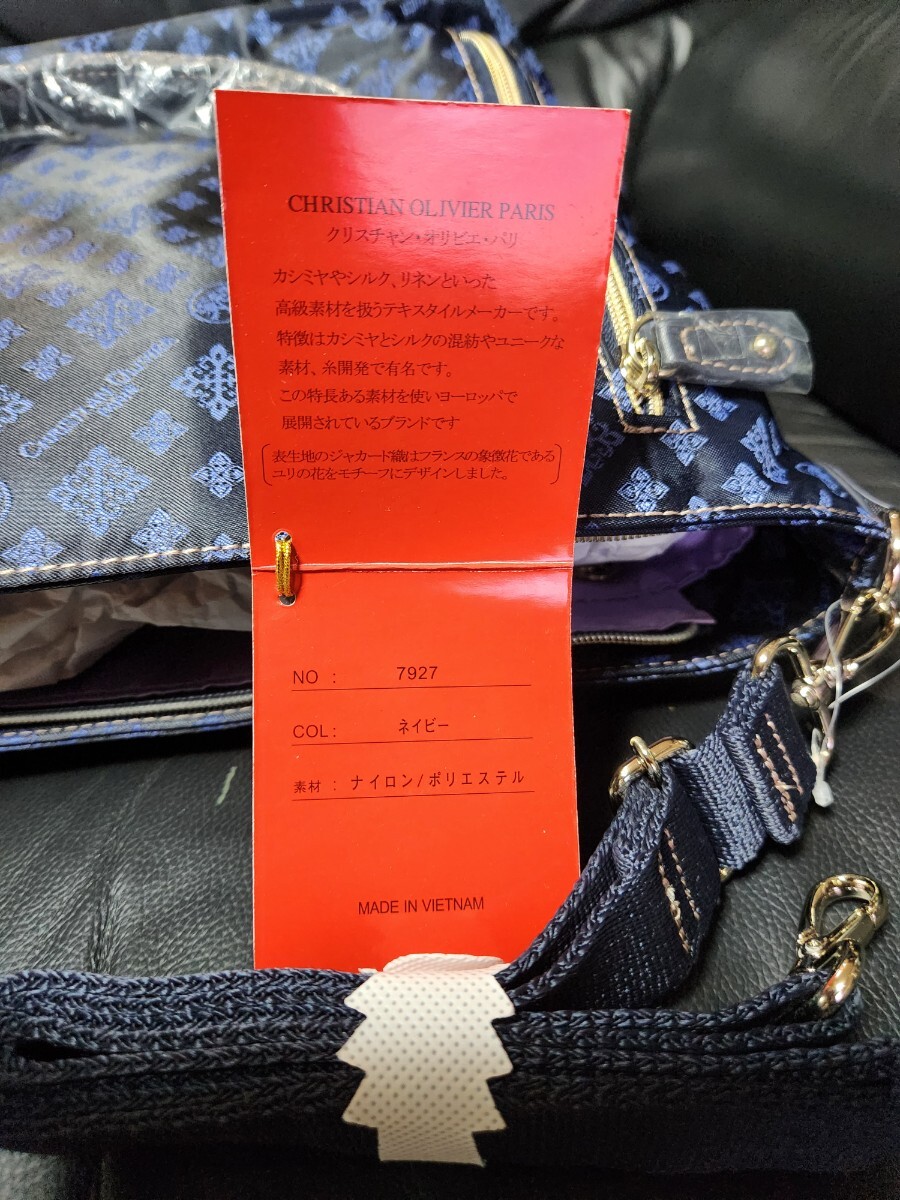 CHRISTIAN OLIVIER PARIS
クリスチャン・オリビエ・パリ
カシミヤやシルク、リネンといった
高級素材を扱うテキスタイルメーカーです。
特徴はカシミヤとシルクの混紡やユニークな
素材、糸開発で有名です。
この特長ある素材を使いヨーロッパで
展開されているブランドです
表生地のジャカード織はフランスの象徴花である
ユリの花をモチーフにデザインしました。
NO : 7927
COL: ネイビー
素材 : ナイロン/ポリエステル
MADE IN VIETNAM